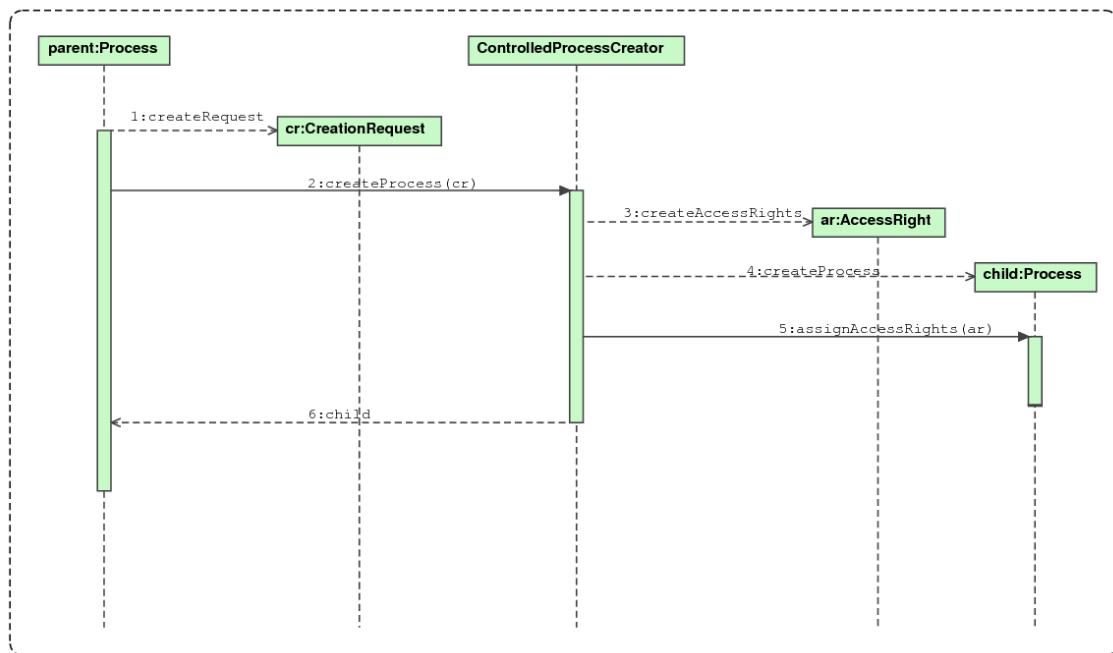 parent:Process
ControlledProcessCreator
1:createRequest
cr:CreationRequest
2:createProcess(cr)
3:createAccessRights
ar:AccessRight
4:createProcess
child:Process
5:assignAccessRights(ar)
6:child